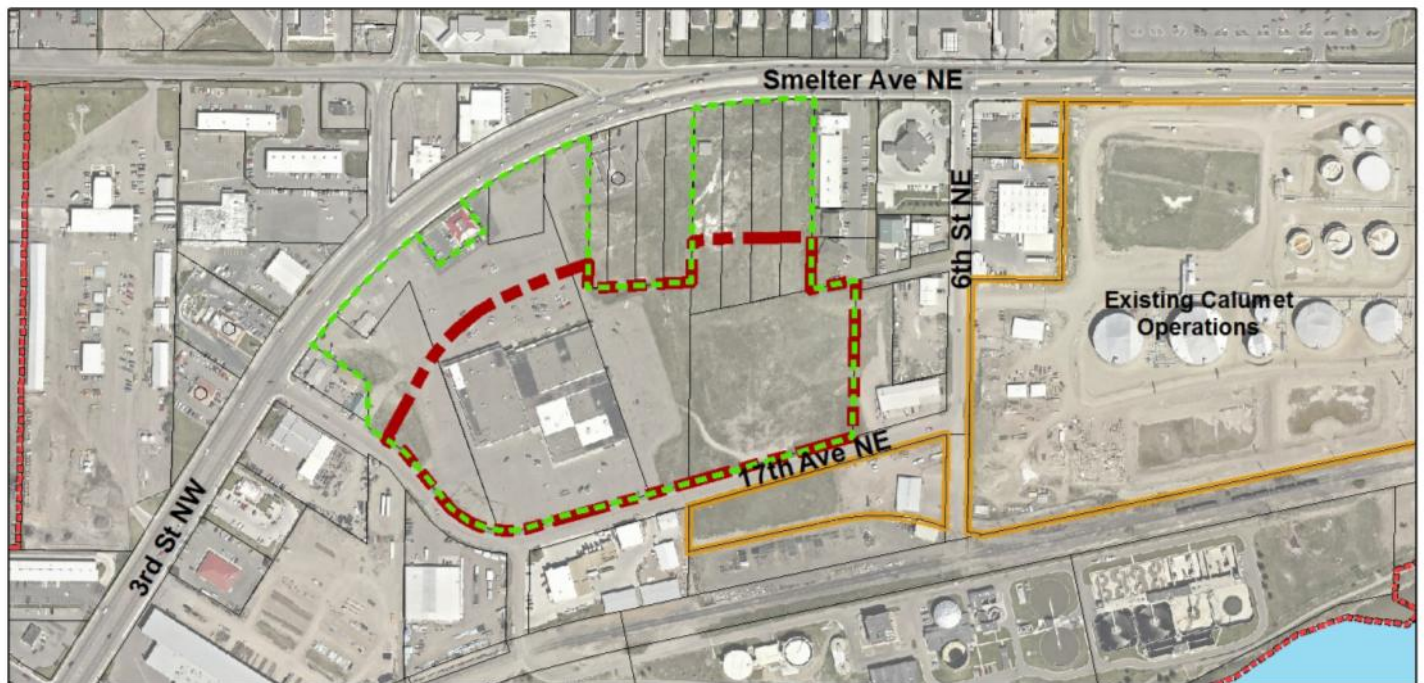 Smelter Ave NE
6th St NE
Existing Calumet
Operations
17th Ave NE
3rd St NW